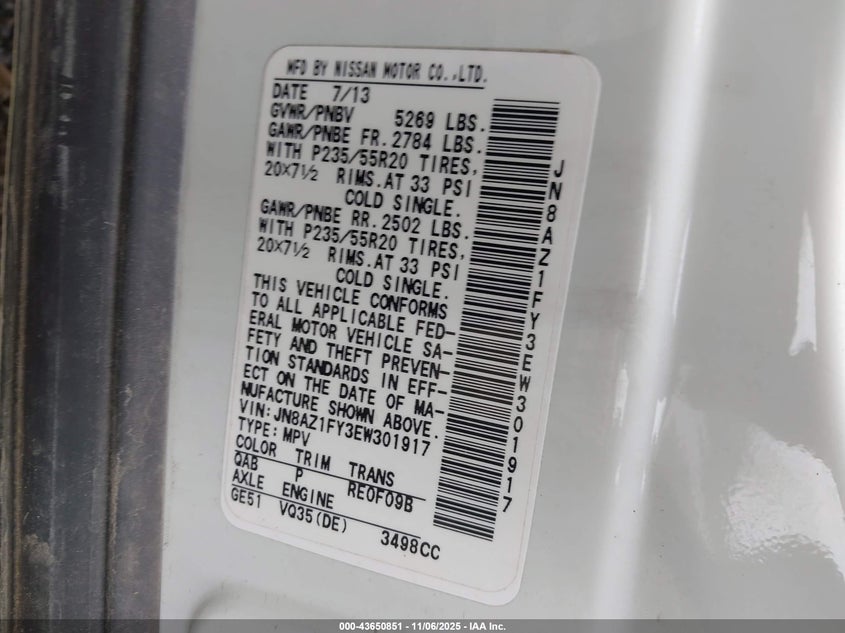 MFD BY NISSAN MOTOR CO.,LTD.
DATE 7/13
GVWR/PNBV 5269 LBS.
GAWR/PNBE FR. 2784 LBS.
WITH P235/55R20 TIRES,
20X7½ RIMS.AT 33 PSI
COLD SINGLE.
GAWR/PNBE RR. 2502 LBS.
WITH P235/55R20 TIRES,
20X7½ RIMS.AT 33 PSI
COLD SINGLE.
THIS VEHICLE CONFORMS
TO ALL APPLICABLE FED-
ERAL MOTOR VEHICLE SA-
FETY AND THEFT PREVEN-
TION STANDARDS IN EFF-
ECT ON THE DATE OF MA-
NUFACTURE SHOWN ABOVE.
VIN: JN8AZ1FY3EW301917
TYPE: MPV
COLOR TRIM TRANS
QAB P RE0F09B
AXLE ENGINE
GE51 VQ35(DE) 3498CC
JN8AZ1FY3EW301917
000-43650851 - 11/06/2025 - IAA Inc.